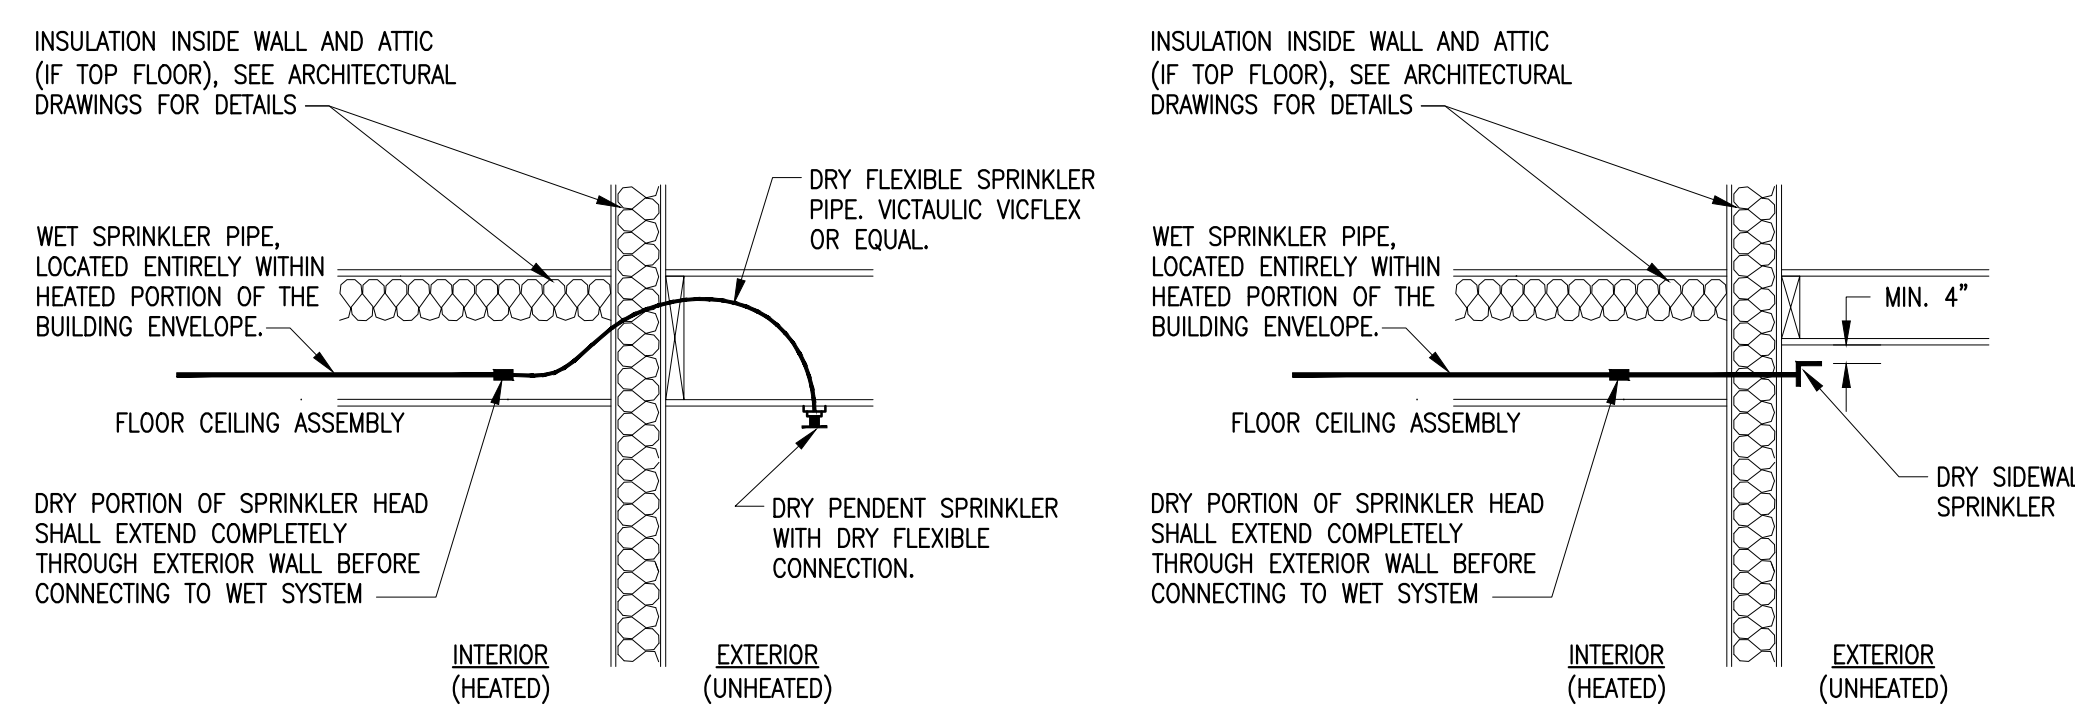 INSULATION INSIDE WALL AND ATTIC
(IF TOP FLOOR), SEE ARCHITECTURAL
DRAWINGS FOR DETAILS
DRY FLEXIBLE SPRINKLER
PIPE. VICTAULIC VICFLEX
OR EQUAL.
WET SPRINKLER PIPE,
LOCATED ENTIRELY WITHIN
HEATED PORTION OF THE
BUILDING ENVELOPE.
FLOOR CEILING ASSEMBLY
DRY PORTION OF SPRINKLER HEAD
SHALL EXTEND COMPLETELY
THROUGH EXTERIOR WALL BEFORE
CONNECTING TO WET SYSTEM
DRY PENDENT SPRINKLER
WITH DRY FLEXIBLE
CONNECTION.
INTERIOR
(HEATED)
EXTERIOR
(UNHEATED)
INSULATION INSIDE WALL AND ATTIC
(IF TOP FLOOR), SEE ARCHITECTURAL
DRAWINGS FOR DETAILS
WET SPRINKLER PIPE,
LOCATED ENTIRELY WITHIN
HEATED PORTION OF THE
BUILDING ENVELOPE.
MIN. 4"
FLOOR CEILING ASSEMBLY
DRY SIDEWAL
SPRINKLER
DRY PORTION OF SPRINKLER HEAD
SHALL EXTEND COMPLETELY
THROUGH EXTERIOR WALL BEFORE
CONNECTING TO WET SYSTEM
INTERIOR
(HEATED)
EXTERIOR
(UNHEATED)